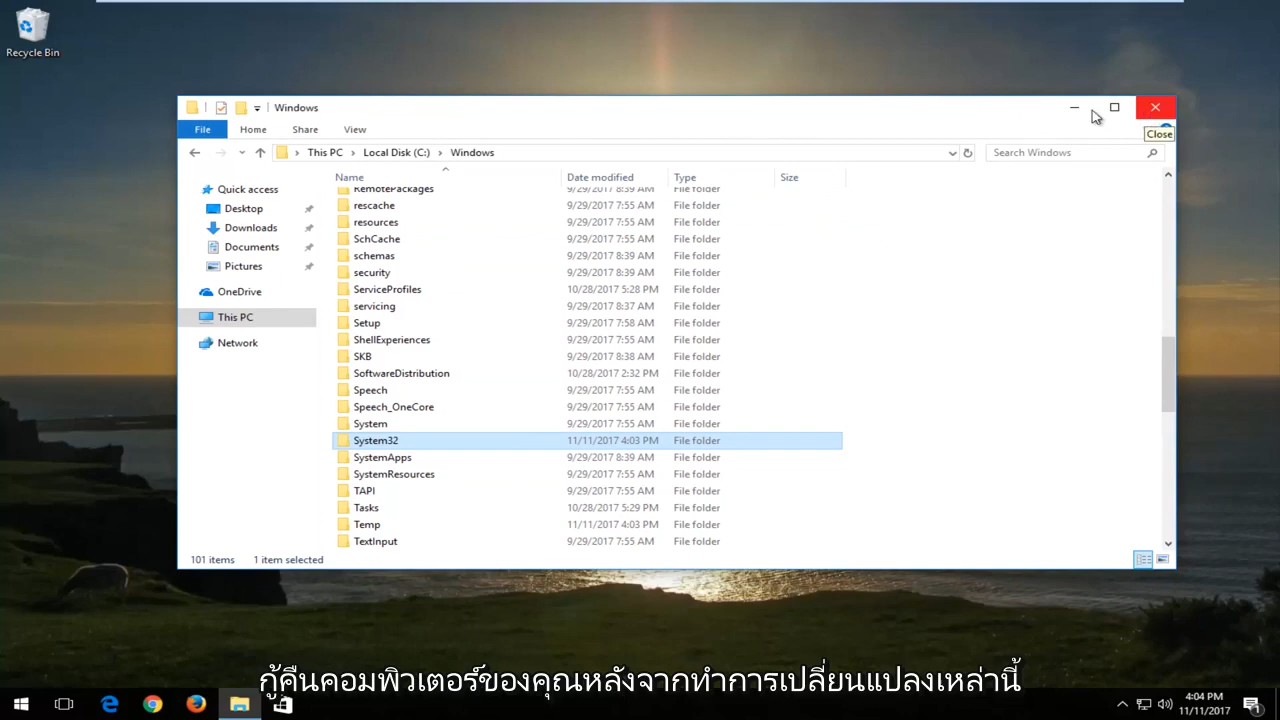 Recycle Bin
Windows
Close
File Home Share View
This PC Local Disk (C:) Windows Search Windows
Name Date modified Type Size
Quick access
Desktop
Downloads
Documents
Pictures
OneDrive
This PC
Network
RemotePackages 9/29/2017 8:39 AM File folder
rescache 9/29/2017 7:55 AM File folder
resources 9/29/2017 7:55 AM File folder
SchCache 9/29/2017 7:55 AM File folder
schemas 9/29/2017 8:39 AM File folder
security 9/29/2017 8:39 AM File folder
ServiceProfiles 10/28/2017 5:28 PM File folder
servicing 9/29/2017 8:37 AM File folder
Setup 9/29/2017 7:58 AM File folder
ShellExperiences 9/29/2017 7:55 AM File folder
SKB 9/29/2017 8:38 AM File folder
SoftwareDistribution 10/28/2017 2:32 PM File folder
Speech 9/29/2017 7:55 AM File folder
Speech_OneCore 9/29/2017 7:55 AM File folder
System 9/29/2017 7:55 AM File folder
System32 11/11/2017 4:03 PM File folder
SystemApps 9/29/2017 8:39 AM File folder
SystemResources 9/29/2017 7:55 AM File folder
TAPI 9/29/2017 7:55 AM File folder
Tasks 10/28/2017 5:29 PM File folder
Temp 11/11/2017 4:03 PM File folder
TextInput 9/29/2017 7:55 AM File folder
101 items 1 item selected
กู้คืนคอมพิวเตอร์ของคุณหลังจากทำการเปลี่ยนแปลงเหล่านี้
4:04 PM
11/11/2017
1